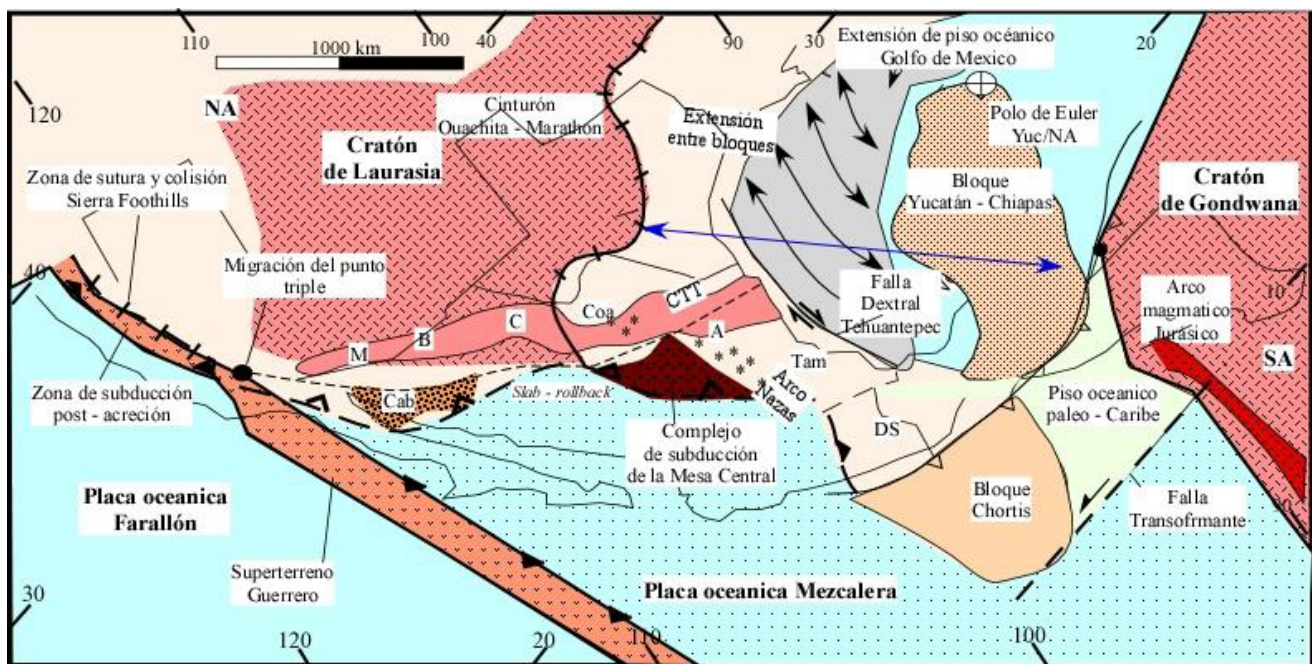 110
1000 km
100
40
90
30
Extensión de piso océanico
Golfo de Mexico
20
120
NA
Cratón
de Laurasia
Cinturón
Ouachita - Marathon
Extensión
entre bloques
Polo de Euler
Yuc/NA
Zona de sutura y colisión
Sierra Foothills
Bloque
Yucatán - Chiapas
Cratón
de Gondwana
Migración del punto
triple
40
Falla
Dextral
Tehuantepec
Arco
magmatico
Jurásico
10
Coa
CTT
M
B
C
A
Tam
SA
Zona de subducción
post - acreción
Cab
Slab - rollback
Arco
Nazas
Piso oceanico
paleo - Caribe
Complejo
de subducción
de la Mesa Central
DS
Placa oceanica
Farallón
Bloque
Chortis
Falla
Transofrmante
Superterreno
Guerrero
Placa oceanica Mezcalera
30
120
20
110
100